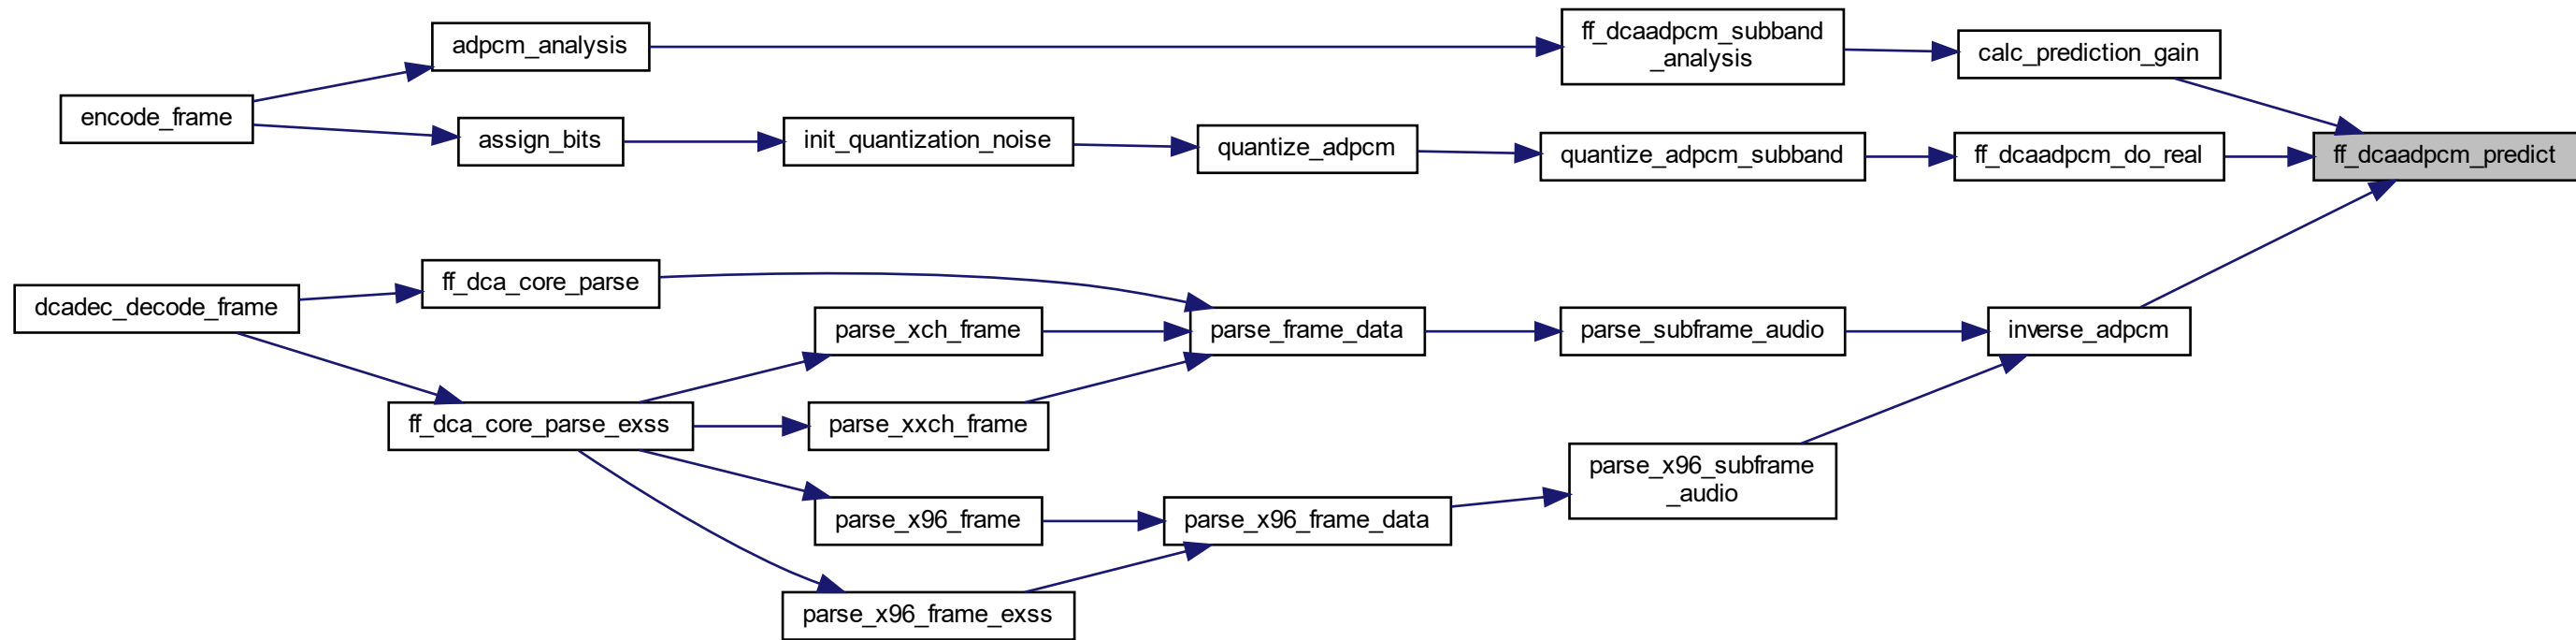 adpcm_analysis
ff_dcaadpcm_subband
_analysis
calc_prediction_gain
encode_frame
assign_bits
init_quantization_noise
quantize_adpcm
quantize_adpcm_subband
ff_dcaadpcm_do_real
ff_dcaadpcm_predict
dcadec_decode_frame
ff_dca_core_parse
parse_xch_frame
parse_frame_data
parse_subframe_audio
inverse_adpcm
ff_dca_core_parse_exss
parse_xxch_frame
parse_x96_subframe
_audio
parse_x96_frame
parse_x96_frame_data
parse_x96_frame_exss